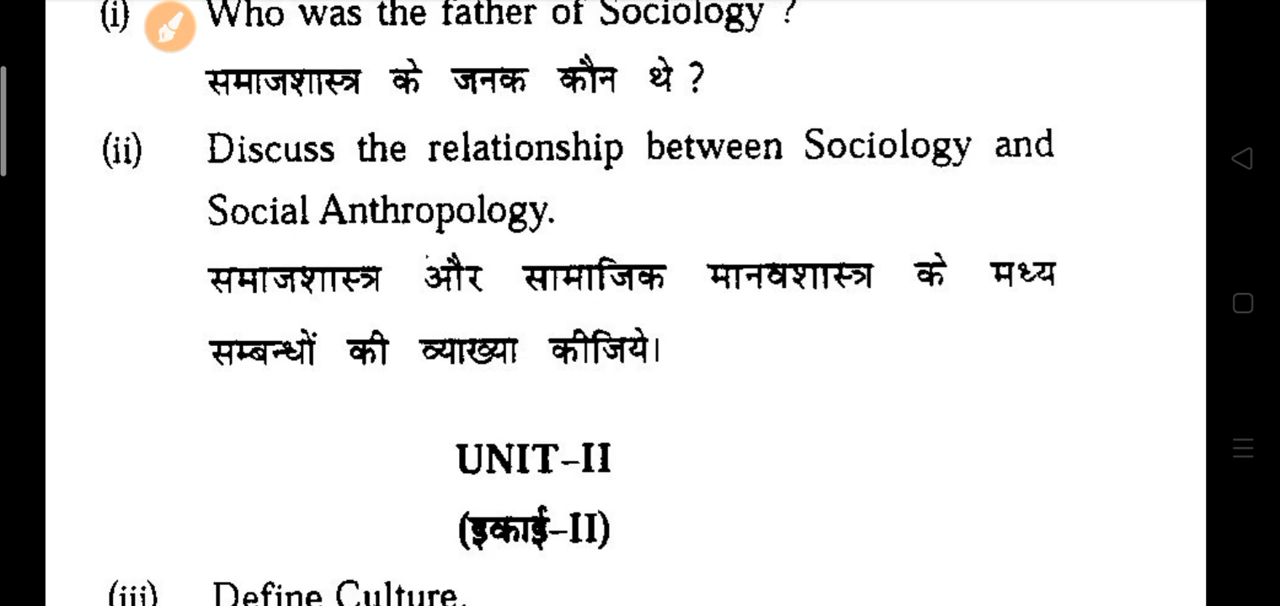 (i) Who was the father of Sociology ?
समाजशास्त्र के जनक कौन थे ?
(ii) Discuss the relationship between Sociology and
Social Anthropology.
समाजशास्त्र और सामाजिक मानवशास्त्र के मध्य
सम्बन्धों की व्याख्या कीजिये।
UNIT–II
(इकाई–II)
(iii) Define Culture.